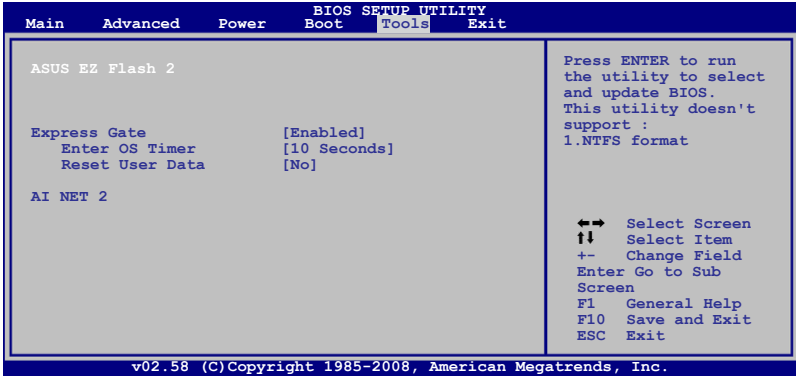 BIOS SETUP UTILITY
Main Advanced Power Boot Tools Exit
ASUS EZ Flash 2
Express Gate [Enabled]
Enter OS Timer [10 Seconds]
Reset User Data [No]
AI NET 2
Press ENTER to run
the utility to select
and update BIOS.
This utility doesn't
support :
1.NTFS format
←→ Select Screen
↑↓ Select Item
+- Change Field
Enter Go to Sub
Screen
F1 General Help
F10 Save and Exit
ESC Exit
v02.58 (C)Copyright 1985-2008, American Megatrends, Inc.